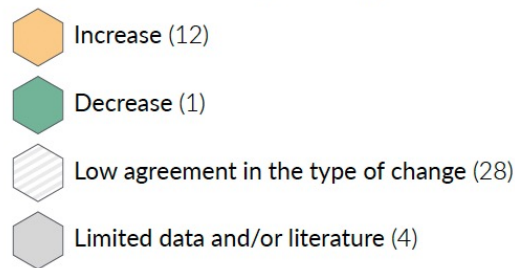 Increase (12)
Decrease (1)
Low agreement in the type of change (28)
Limited data and/or literature (4)